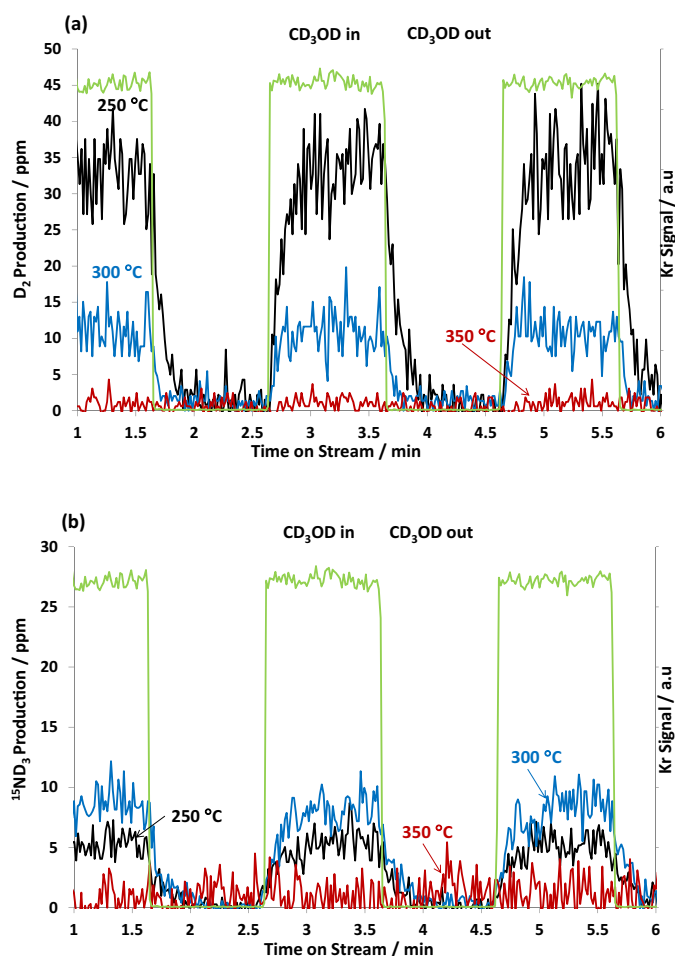 (a)
CD₃OD in CD₃OD out
50
45
40
35
30
25
20
15
10
5
0
D₂ Production / ppm
250 °C
300 °C
350 °C
Kr Signal / a.u
1 1.5 2 2.5 3 3.5 4 4.5 5 5.5 6
Time on Stream / min
(b)
CD₃OD in CD₃OD out
30
25
20
15
10
5
0
¹⁵ND₃ Production / ppm
300 °C
250 °C
350 °C
Kr Signal / a.u
1 1.5 2 2.5 3 3.5 4 4.5 5 5.5 6
Time on Stream / min